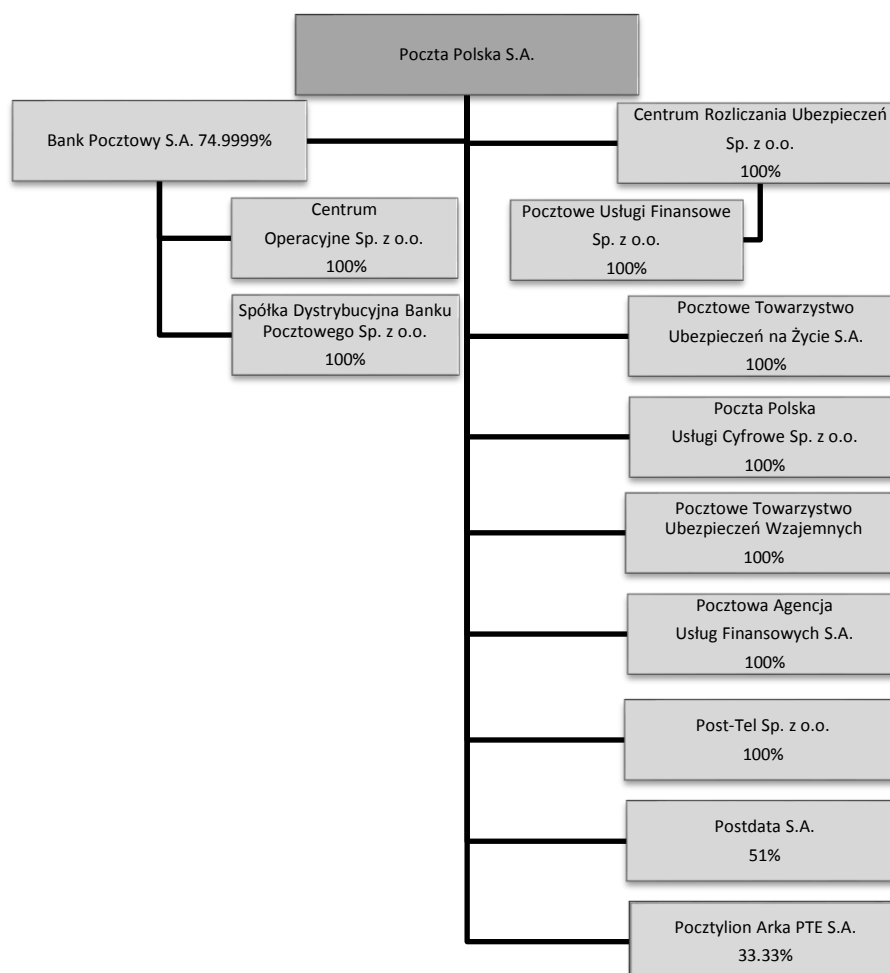 Poczta Polska S.A.
Bank Pocztowy S.A. 74.9999%
Centrum Rozliczania Ubezpieczeń
Sp. z o.o.
100%
Centrum
Operacyjne Sp. z o.o.
100%
Pocztowe Usługi Finansowe
Sp. z o.o.
100%
Spółka Dystrybucyjna Banku
Pocztowego Sp. z o.o.
100%
Pocztowe Towarzystwo
Ubezpieczeń na Życie S.A.
100%
Poczta Polska
Usługi Cyfrowe Sp. z o.o.
100%
Pocztowe Towarzystwo
Ubezpieczeń Wzajemnych
100%
Pocztowa Agencja
Usług Finansowych S.A.
100%
Post-Tel Sp. z o.o.
100%
Postdata S.A.
51%
Pocztylion Arka PTE S.A.
33.33%